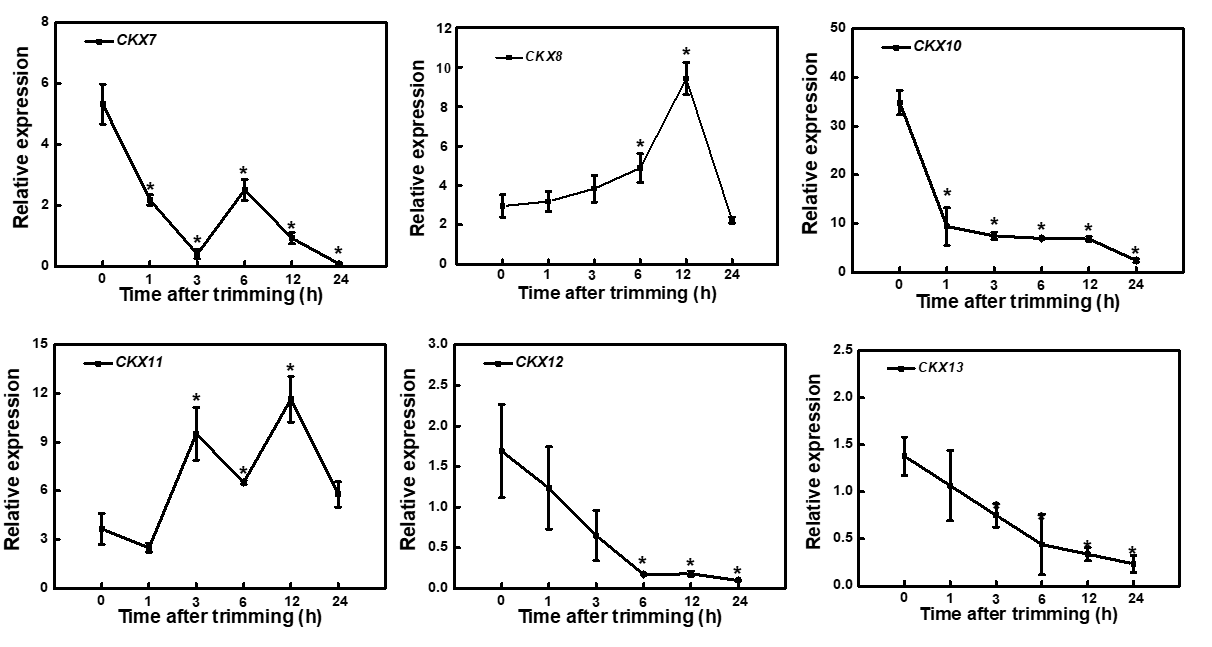 CKX7
Relative expression
8
6
4
2
0
*
*
*
*
*
0 1 3 6 12 24
Time after trimming (h)
CKX8
Relative expression
12
10
8
6
4
2
0
*
*
0 1 3 6 12 24
Time after trimming (h)
CKX10
Relative expression
50
40
30
20
10
0
*
*
*
*
*
0 1 3 6 12 24
Time after trimming (h)
CKX11
Relative expression
15
12
9
6
3
0
*
*
*
0 1 3 6 12 24
Time after trimming (h)
CKX12
Relative expression
3.0
2.5
2.0
1.5
1.0
0.5
0.0
*
*
*
0 1 3 6 12 24
Time after trimming (h)
CKX13
Relative expression
2.5
2.0
1.5
1.0
0.5
0.0
*
*
*
*
0 1 3 6 12 24
Time after trimming (h)